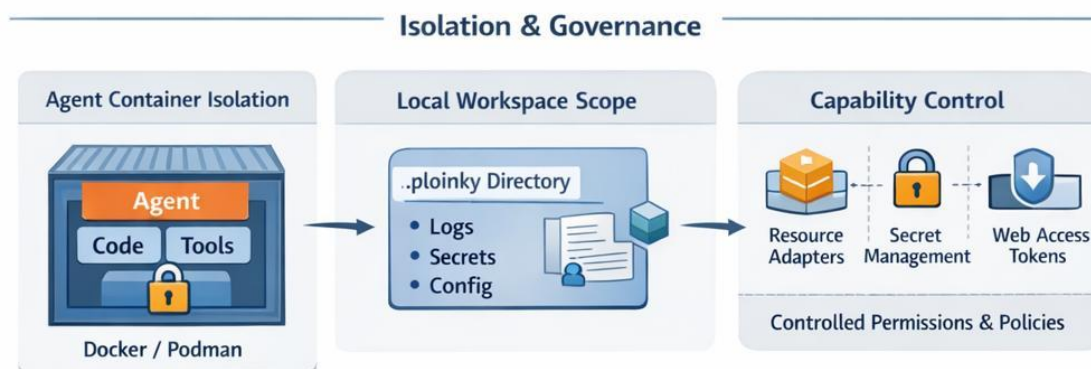 Isolation & Governance
Agent Container Isolation
Agent
Code
Tools
Docker / Podman
Local Workspace Scope
..ploinky Directory
• Logs
• Secrets
• Config
Capability Control
Resource
Adapters
Secret
Management
Web Access
Tokens
Controlled Permissions & Policies